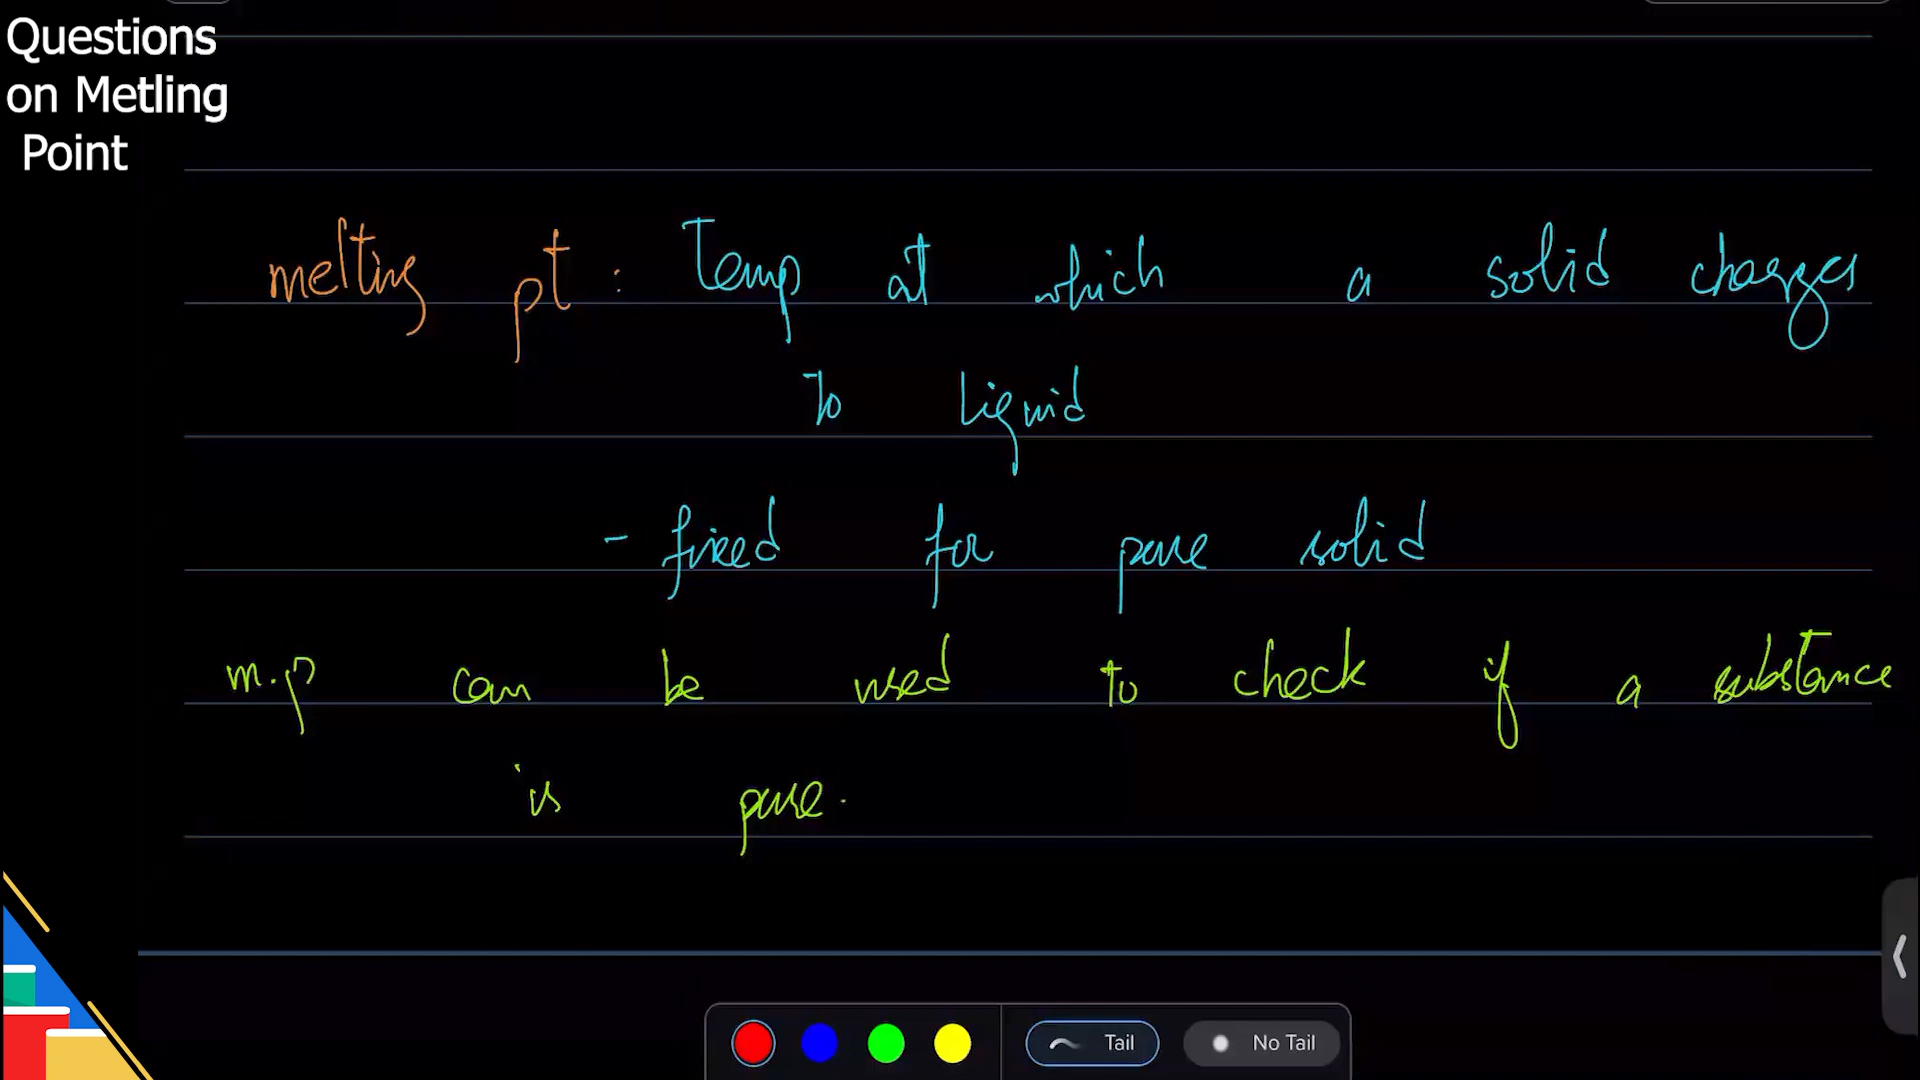 Questions
on Metling
Point
melting pt : Temp at which a solid changes
to liquid
- fixed for pure solid
m.p can be used to check if a substance
is pure.
Tail No Tail